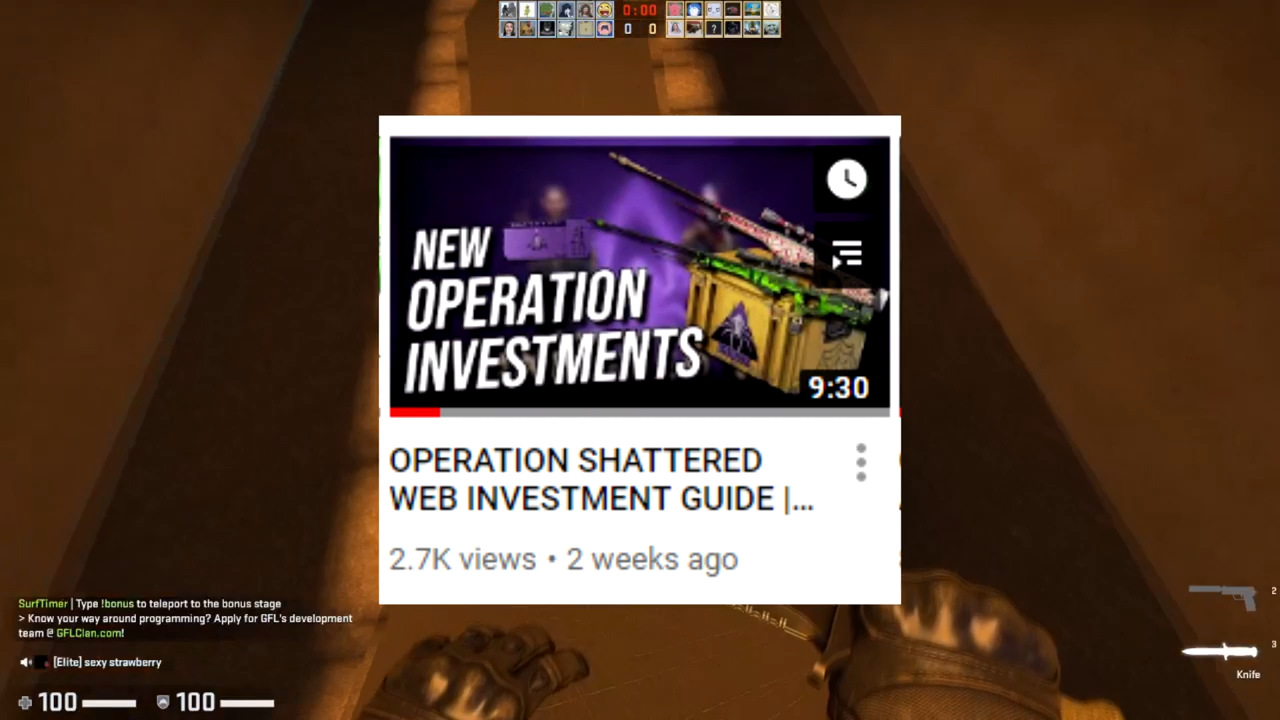 0:00
0 0
NEW
OPERATION
INVESTMENTS
9:30
OPERATION SHATTERED
WEB INVESTMENT GUIDE |...
2.7K views • 2 weeks ago
SurfTimer | Type !bonus to teleport to the bonus stage
> Know your way around programming? Apply for GFL's development
team @ GFLClan.com!
[Elite] sexy strawberry
100 100
2
3
Knife